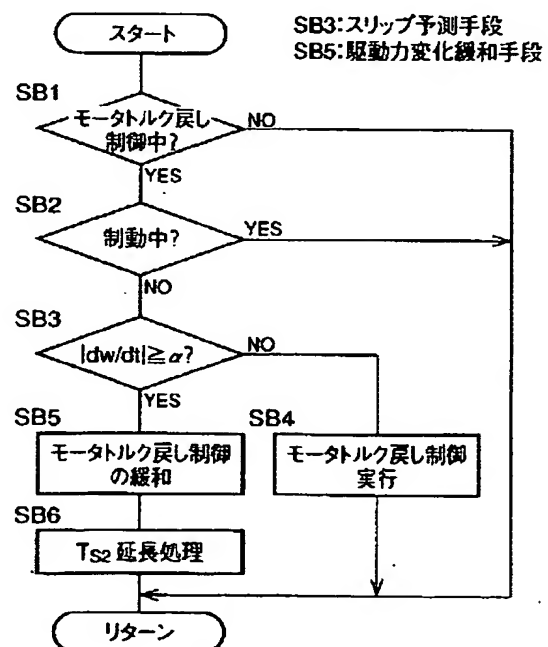 SB3:スリップ予測手段
SB5:駆動力変化緩和手段
スタート
SB1
モータトルク戻し
制御中?
NO
YES
SB2
制動中?
YES
NO
SB3
|dw/dt|≧α?
NO
YES
SB5
モータトルク戻し制御
の緩和
SB4
モータトルク戻し制御
実行
SB6
TS2 延長処理
リターン